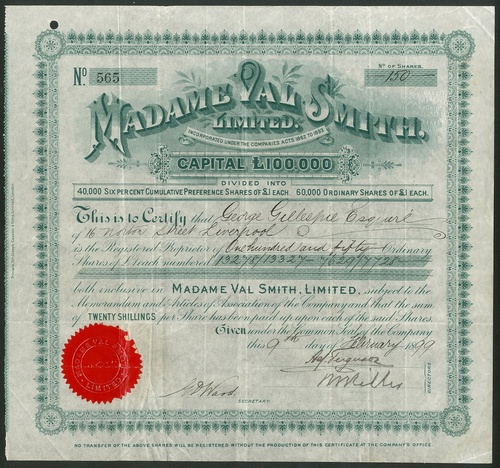 Nº 565
Nº OF SHARES.
150
MADAME VAL SMITH.
LIMITED.
INCORPORATED UNDER THE COMPANIES ACTS 1862 TO 1893
CAPITAL £100,000
DIVIDED INTO
40,000 SIX PER CENT CUMULATIVE PREFERENCE SHARES OF £1 EACH. 60,000 ORDINARY SHARES OF £1 EACH.
This is to Certify that George Gillespie Esquire
of 16 Street Liverpool
is the Registered Proprietor of One hundred and fifty Ordinary
Shares of £1 each numbered 13278/13327
both inclusive in MADAME VAL SMITH, LIMITED, subject to the
Memorandum and Articles of Association of the Company and that the sum
of TWENTY SHILLINGS per Share has been paid up upon each of the said Shares.
Given under the Common Seal of the Company
this 9th day of February 1899
DIRECTORS
Wood
SECRETARY.
LIMITED
NO TRANSFER OF THE ABOVE SHARES WILL BE REGISTERED WITHOUT THE PRODUCTION OF THIS CERTIFICATE AT THE COMPANY'S OFFICE.